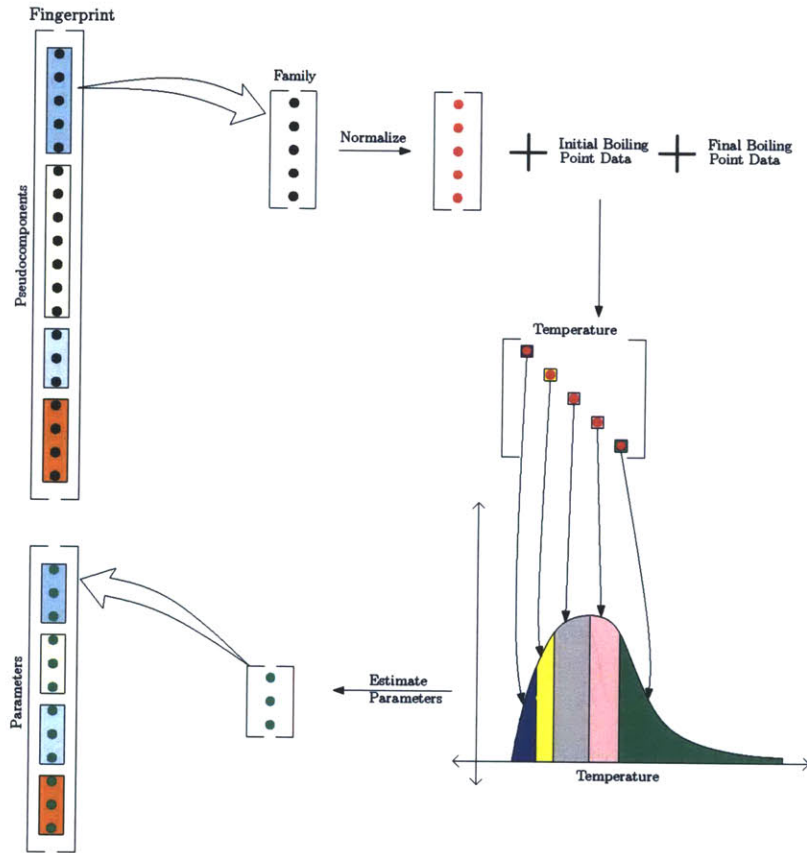 Fingerprint
Pseudocomponents
Family
Normalize
Initial Boiling
Point Data
Final Boiling
Point Data
Temperature
Estimate
Parameters
Parameters
Temperature